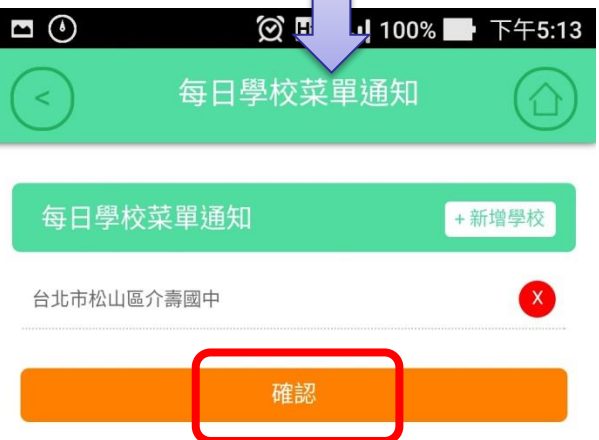 100% 下午5:13
< 每日學校菜單通知
每日學校菜單通知 +新增學校
台北市松山區介壽國中 X
確認